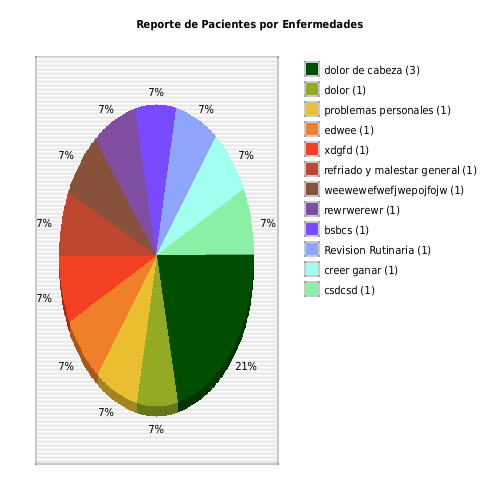 Reporte de Pacientes por Enfermedades
dolor de cabeza (3)
dolor (1)
problemas personales (1)
edwee (1)
xdgfd (1)
refriado y malestar general (1)
weewewefwefjwepojfojw (1)
rewrwerewr (1)
bsbcs (1)
Revision Rutinaria (1)
creer ganar (1)
csdcsd (1)
7%
7%
7%
7%
7%
7%
7%
7%
7%
7%
21%
7%
7%